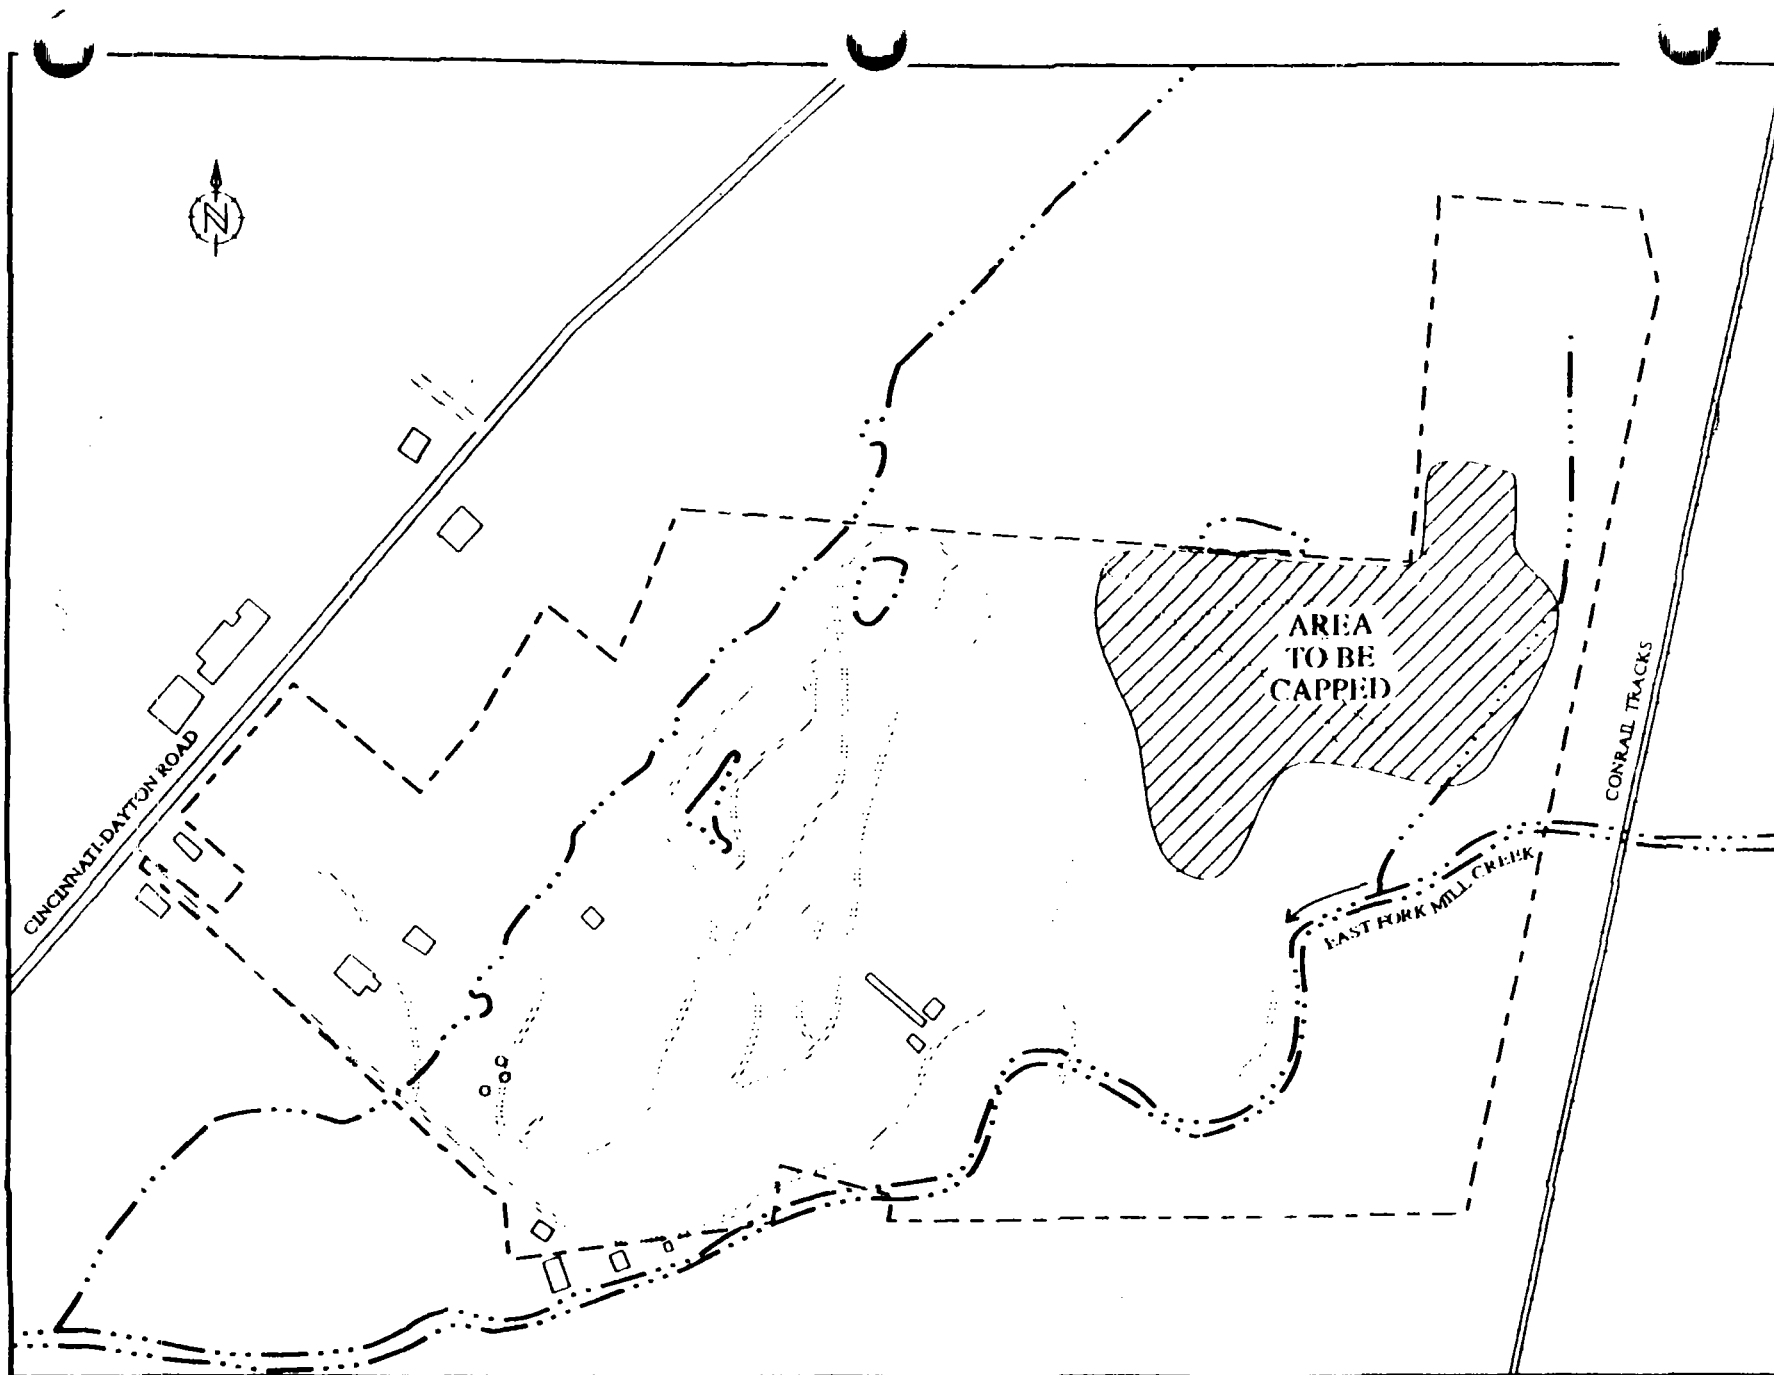 N
AREA
TO BE
CAPPED
CONRAIL TRACKS
CINCINNATI-DAYTON ROAD
EAST FORK MILL CREEK